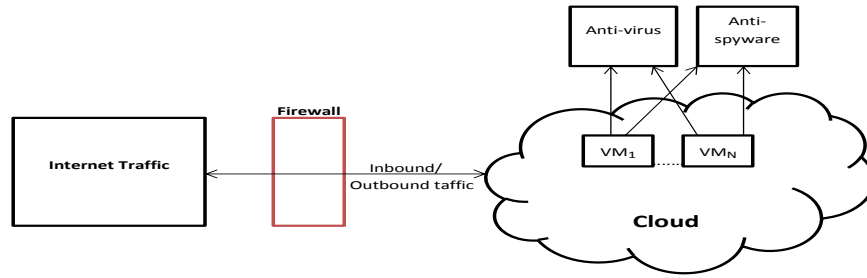 Anti-virus
Anti-
spyware
Firewall
Internet Traffic
Inbound/
Outbound taffic
VM₁
VMN
Cloud